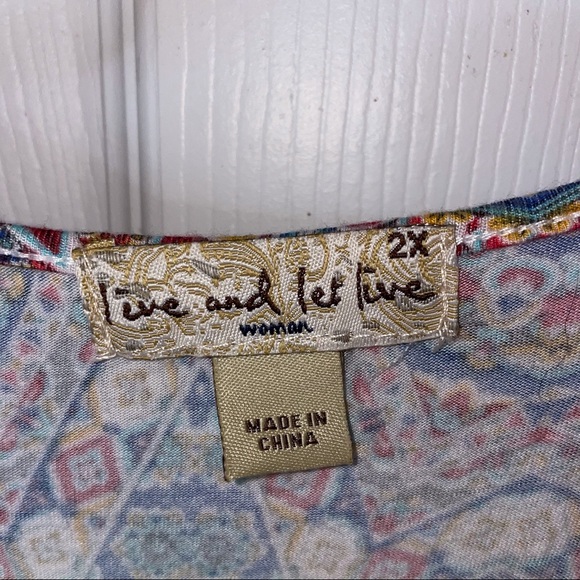 2X
Live and let live
woman
MADE IN
CHINA